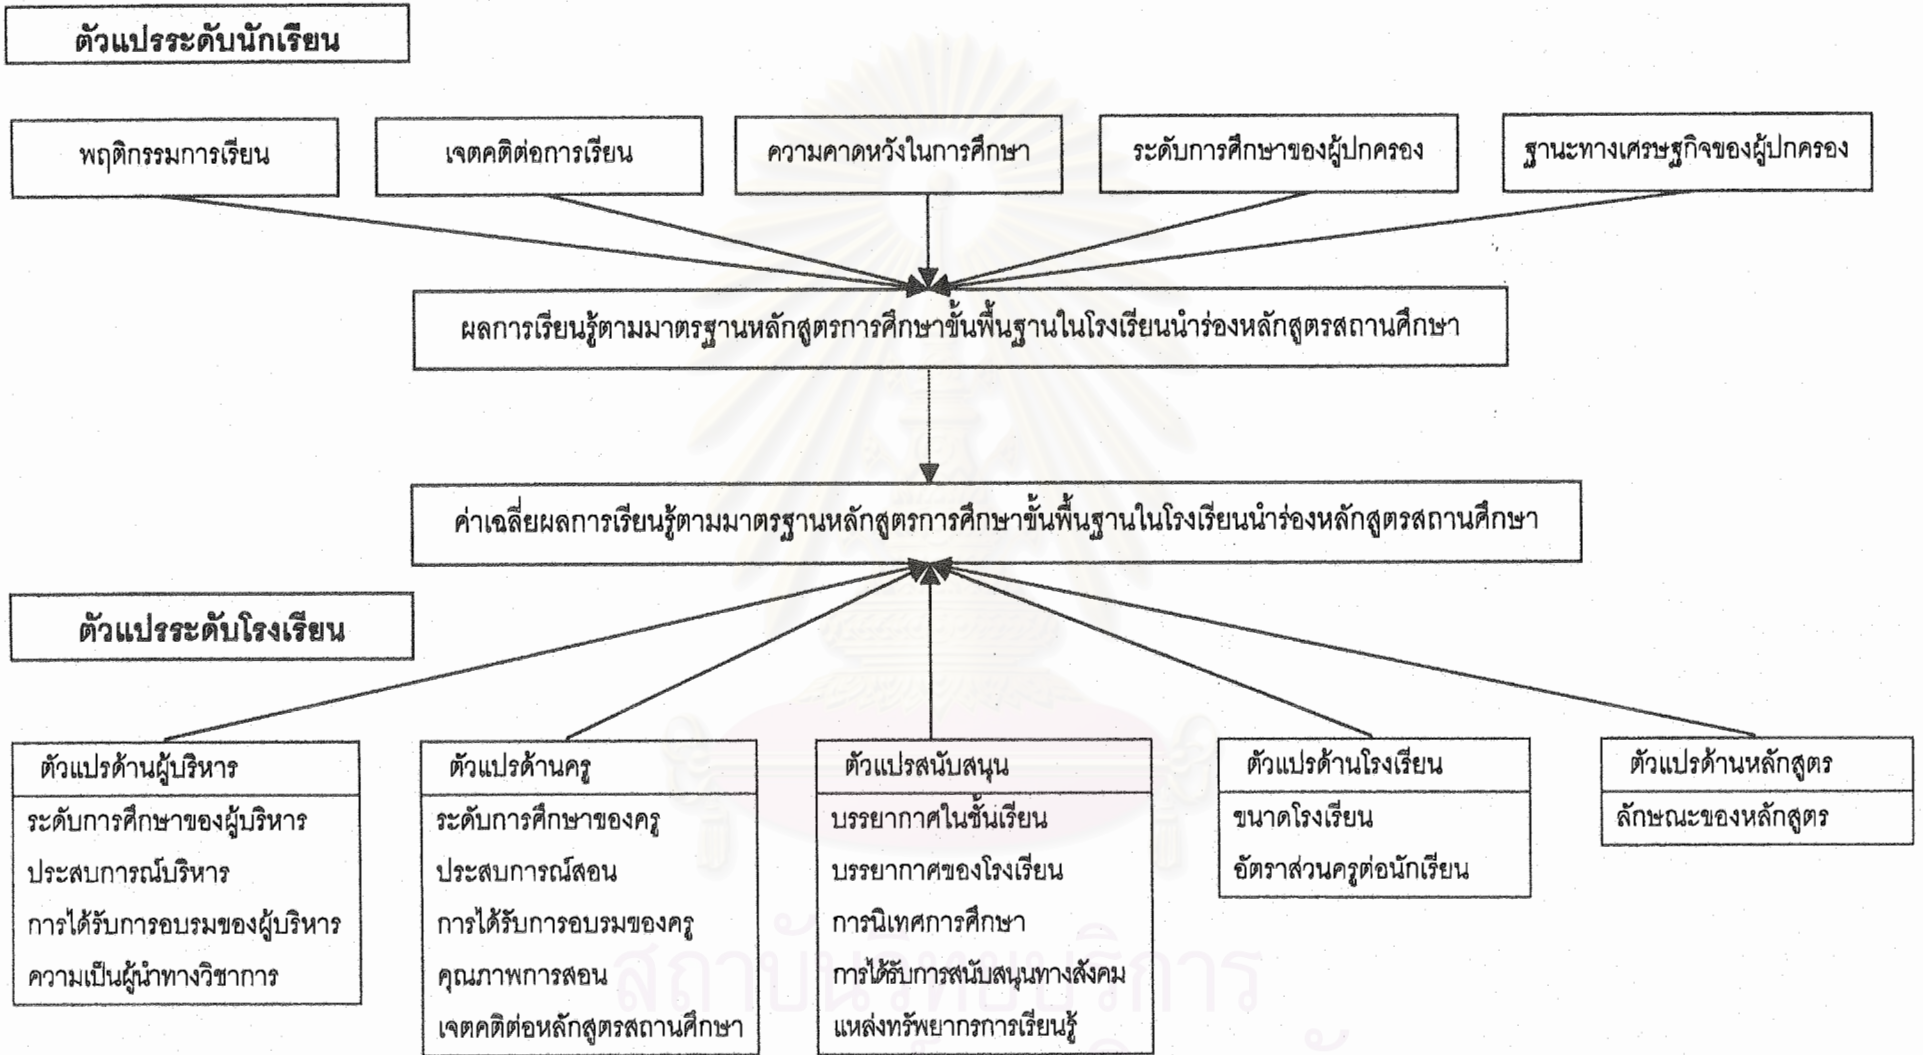 ตัวแปรระดับนักเรียน
พฤติกรรมการเรียน
เจตคติต่อการเรียน
ความคาดหวังในการศึกษา
ระดับการศึกษาของผู้ปกครอง
ฐานะทางเศรษฐกิจของผู้ปกครอง
ผลการเรียนรู้ตามมาตรฐานหลักสูตรการศึกษาขั้นพื้นฐานในโรงเรียนนำร่องหลักสูตรสถานศึกษา
ค่าเฉลี่ยผลการเรียนรู้ตามมาตรฐานหลักสูตรการศึกษาขั้นพื้นฐานในโรงเรียนนำร่องหลักสูตรสถานศึกษา
ตัวแปรระดับโรงเรียน
ตัวแปรด้านผู้บริหาร
ระดับการศึกษาของผู้บริหาร
ประสบการณ์บริหาร
การได้รับการอบรมของผู้บริหาร
ความเป็นผู้นำทางวิชาการ
ตัวแปรด้านครู
ระดับการศึกษาของครู
ประสบการณ์สอน
การได้รับการอบรมของครู
คุณภาพการสอน
เจตคติต่อหลักสูตรสถานศึกษา
ตัวแปรสนับสนุน
บรรยากาศในชั้นเรียน
บรรยากาศของโรงเรียน
การนิเทศการศึกษา
การได้รับการสนับสนุนทางสังคม
แหล่งทรัพยากรการเรียนรู้
ตัวแปรด้านโรงเรียน
ขนาดโรงเรียน
อัตราส่วนครูต่อนักเรียน
ตัวแปรด้านหลักสูตร
ลักษณะของหลักสูตร
สถาบันวิทยบริการ